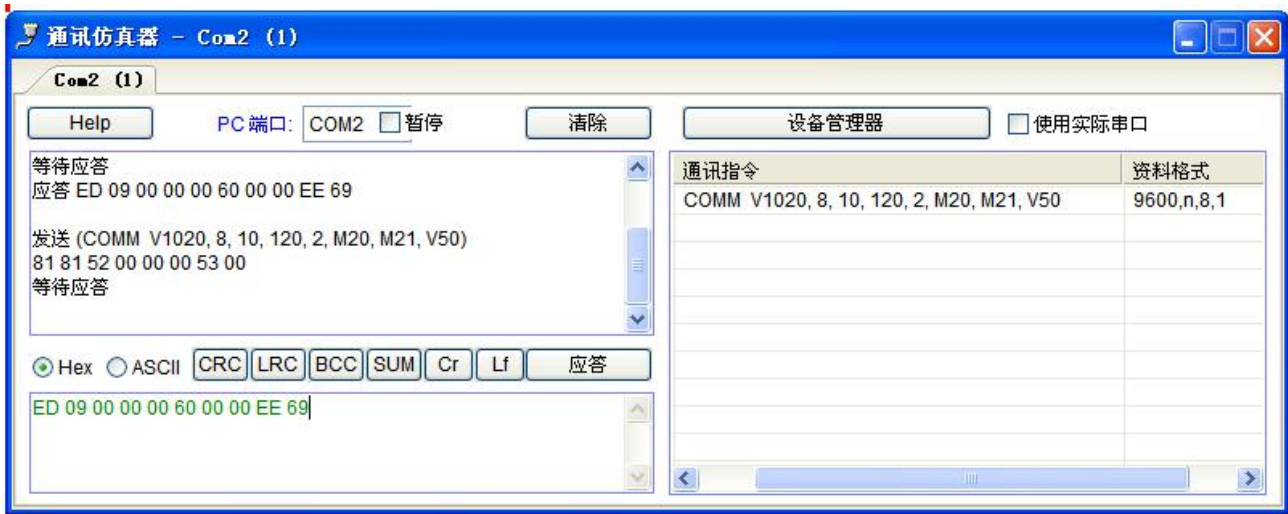 通讯仿真器 - Com2 (1)
Com2 (1)
Help PC 端口: COM2 暂停 清除 设备管理器 使用实际串口
等待应答
应答 ED 09 00 00 00 60 00 00 EE 69
发送 (COMM V1020, 8, 10, 120, 2, M20, M21, V50)
81 81 52 00 00 00 53 00
等待应答
Hex ASCII CRC LRC BCC SUM Cr Lf 应答
ED 09 00 00 00 60 00 00 EE 69
通讯指令 资料格式
COMM V1020, 8, 10, 120, 2, M20, M21, V50 9600,n,8,1